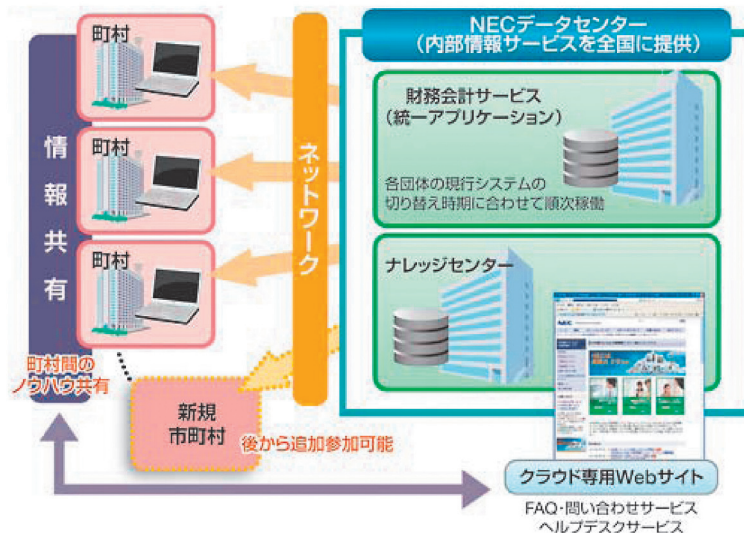 町村
町村
町村
情報共有
町村間の
ノウハウ共有
新規
市町村
後から追加参加可能
ネットワーク
NECデータセンター
(内部情報サービスを全国に提供)
財務会計サービス
(統一アプリケーション)
各団体の現行システムの
切り替え時期に合わせて順次稼働
ナレッジセンター
NEC
クラウド専用Webサイト
FAQ・問い合わせサービス
ヘルプデスクサービス